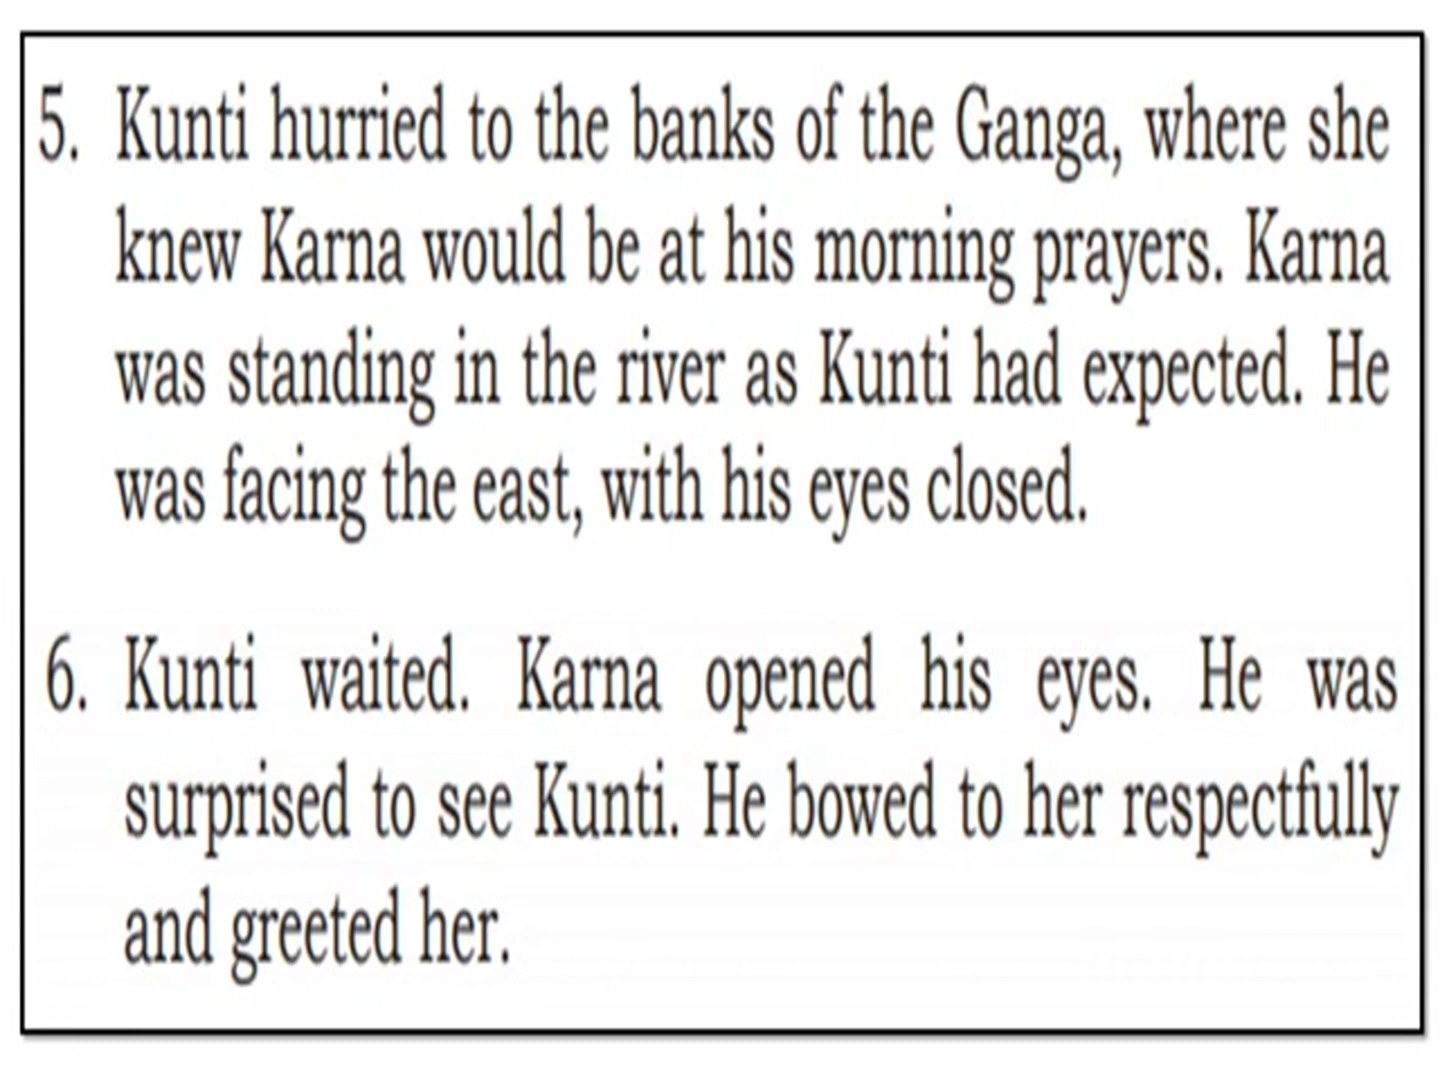 5. Kunti hurried to the banks of the Ganga, where she
knew Karna would be at his morning prayers. Karna
was standing in the river as Kunti had expected. He
was facing the east, with his eyes closed.
6. Kunti waited. Karna opened his eyes. He was
surprised to see Kunti. He bowed to her respectfully
and greeted her.